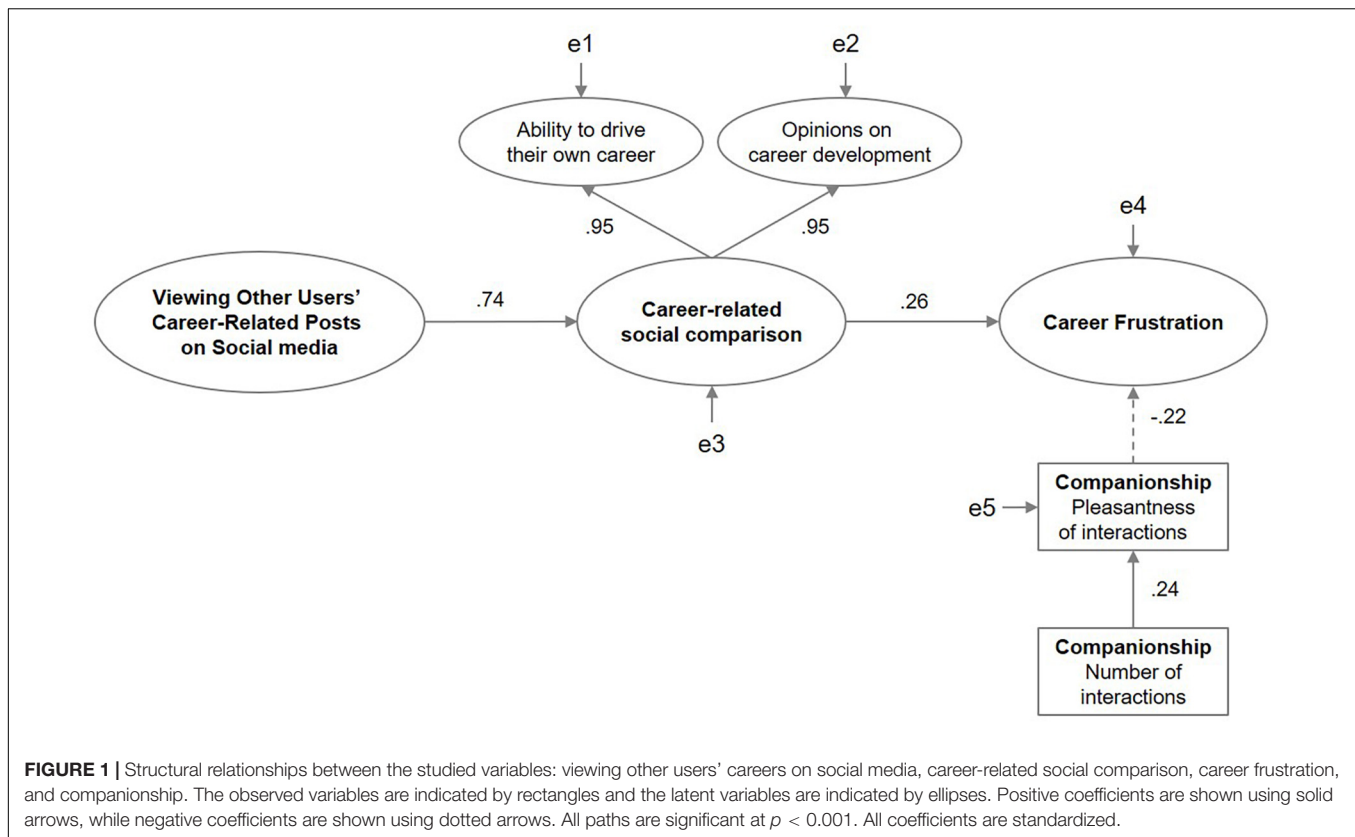 e1
e2
Ability to drive
their own career
Opinions on
career development
.95
.95
e4
Viewing Other Users’
Career-Related Posts
on Social media
.74
Career-related
social comparison
.26
Career Frustration
e3
-.22
e5
Companionship
Pleasantness
of interactions
.24
Companionship
Number of
interactions
FIGURE 1 | Structural relationships between the studied variables: viewing other users’ careers on social media, career-related social comparison, career frustration,
and companionship. The observed variables are indicated by rectangles and the latent variables are indicated by ellipses. Positive coefficients are shown using solid
arrows, while negative coefficients are shown using dotted arrows. All paths are significant at p < 0.001. All coefficients are standardized.